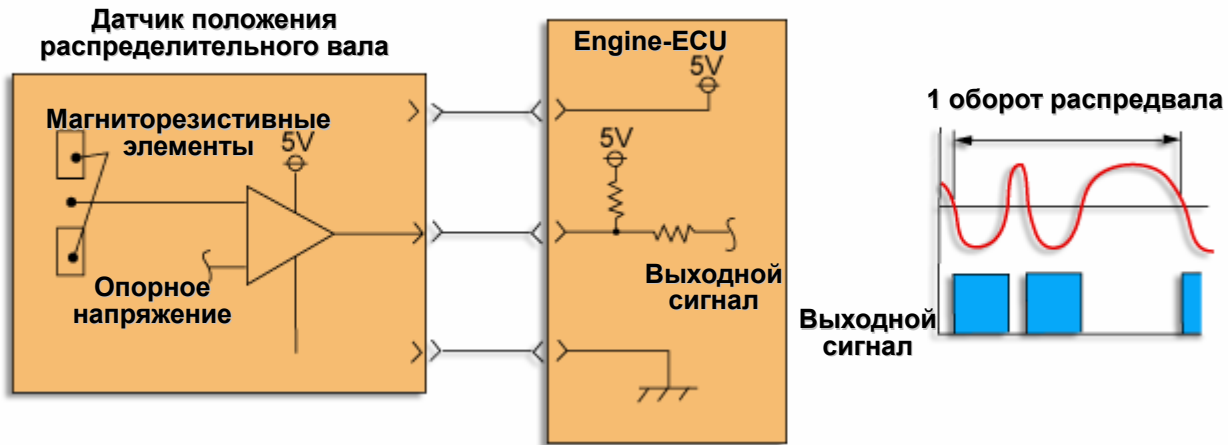 Датчик положения
распределительного вала
Магниторезистивные
элементы
5V
Опорное
напряжение
Engine-ECU
5V
5V
Выходной
сигнал
1 оборот распредвала
Выходной
сигнал